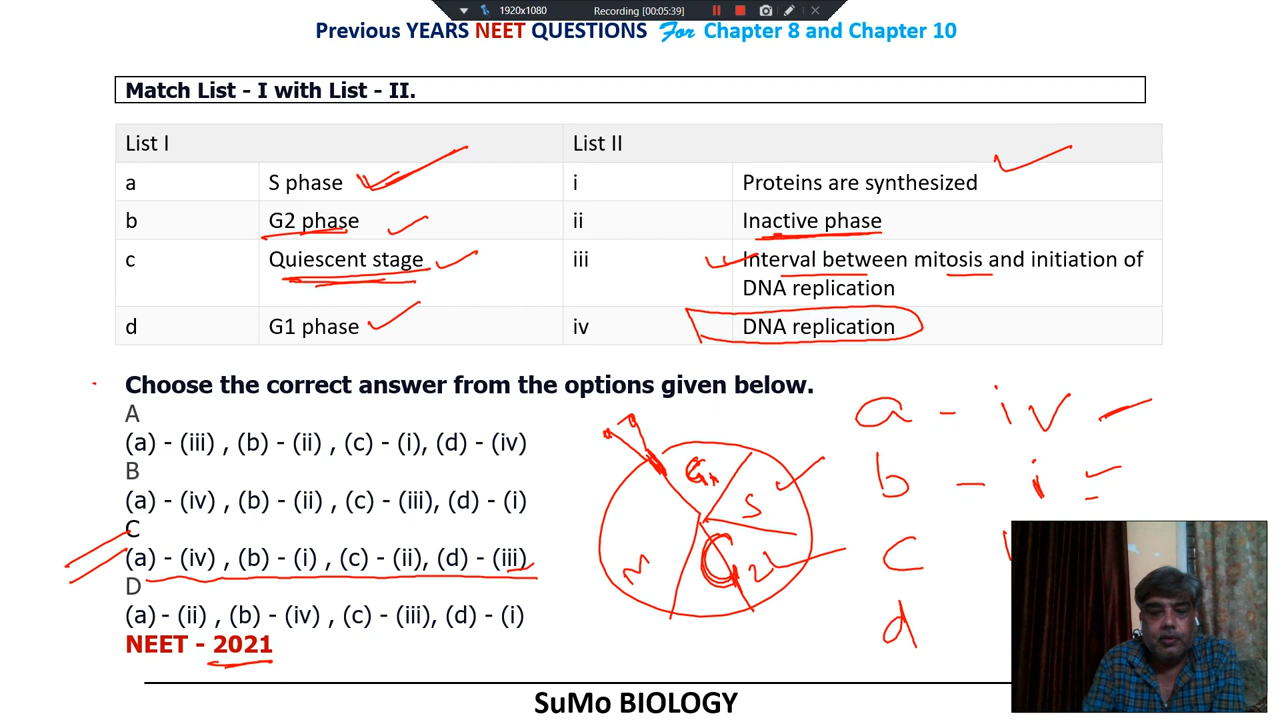 1920x1080 Recording [00:05:39]
Previous YEARS NEET QUESTIONS For Chapter 8 and Chapter 10
Match List - I with List - II.
List I List II
a S phase i Proteins are synthesized
b G2 phase ii Inactive phase
c Quiescent stage iii Interval between mitosis and initiation of
DNA replication
d G1 phase iv DNA replication
Choose the correct answer from the options given below.
A
(a) - (iii) , (b) - (ii) , (c) - (i), (d) - (iv)
B
(a) - (iv) , (b) - (ii) , (c) - (iii), (d) - (i)
C
(a) - (iv) , (b) - (i) , (c) - (ii), (d) - (iii)
D
(a) - (ii) , (b) - (iv) , (c) - (iii), (d) - (i)
NEET - 2021
G1
S
G2
M
a - iv
b - i
c
d
SuMo BIOLOGY